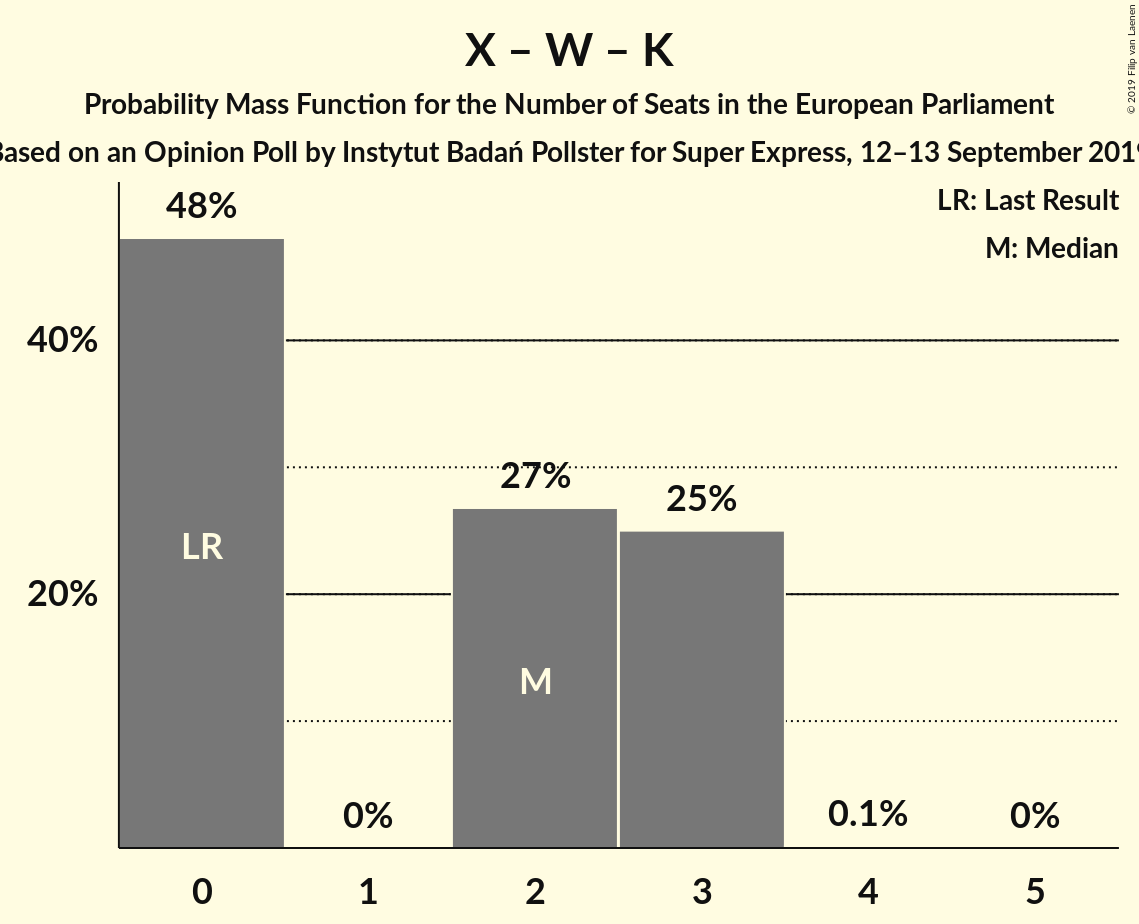 X – W – K
Probability Mass Function for the Number of Seats in the European Parliament
Based on an Opinion Poll by Instytut Badań Pollster for Super Express, 12–13 September 2019
© 2019 Filip van Laenen
LR: Last Result
M: Median
48%
40%
27%
25%
LR
20%
M
0%
0.1%
0%
0
1
2
3
4
5